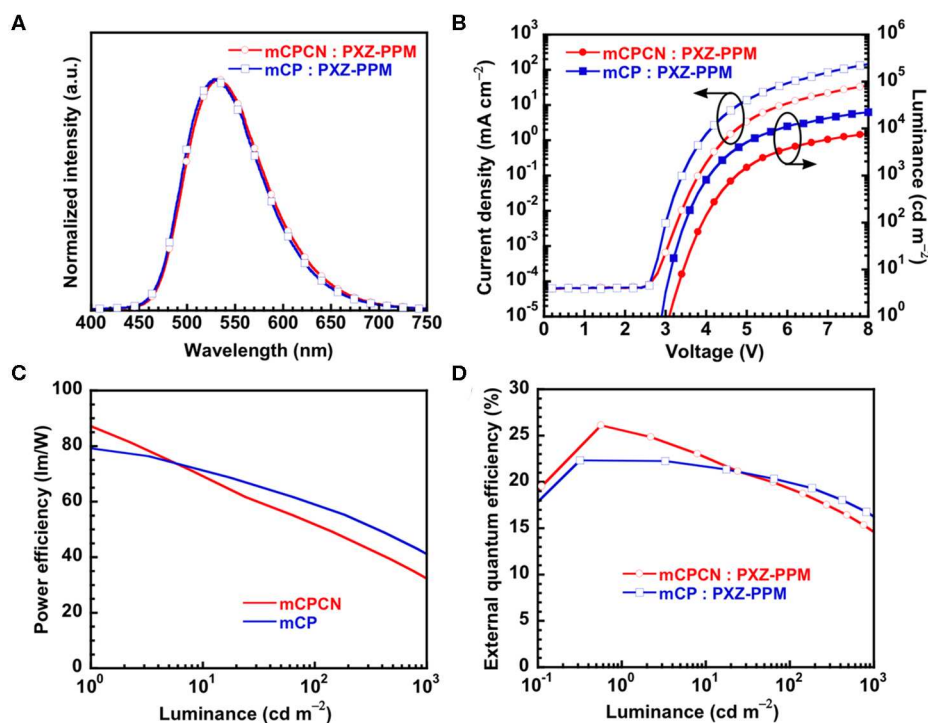 A
Normalized intensity (a.u.)
mCPCN : PXZ-PPM
mCP : PXZ-PPM
400 450 500 550 600 650 700 750
Wavelength (nm)
B
Current density (mA cm⁻²)
10³
10²
10¹
10⁰
10⁻¹
10⁻²
10⁻³
10⁻⁴
10⁻⁵
mCPCN : PXZ-PPM
mCP : PXZ-PPM
10⁶
10⁵
10⁴
10³
10²
10¹
10⁰
Luminance (cd m⁻²)
0 1 2 3 4 5 6 7 8
Voltage (V)
C
Power efficiency (lm/W)
100
80
60
40
20
0
mCPCN
mCP
10⁰ 10¹ 10² 10³
Luminance (cd m⁻²)
D
External quantum efficiency (%)
30
25
20
15
10
5
0
mCPCN : PXZ-PPM
mCP : PXZ-PPM
10⁻¹ 10⁰ 10¹ 10² 10³
Luminance (cd m⁻²)